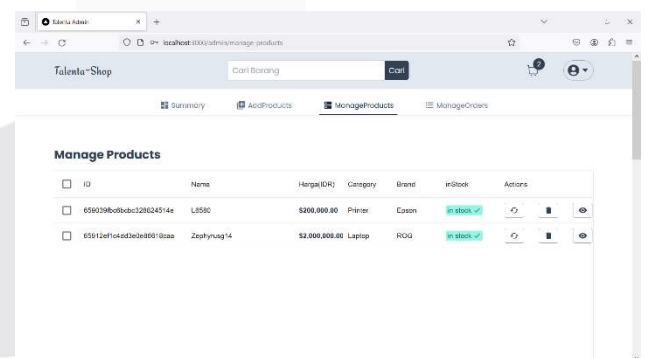 Talenta Admin
localhost:3000/admin/manage-products
Talenta-Shop
Cari Barang
Cari
2
Summary
AddProducts
ManageProducts
ManageOrders
Manage Products
ID Name Harga(IDR) Category Brand inStock Actions
L8580 $200,000.00 Printer Epson in stock
Zephyrusg14 $2,000,000.00 Laptop ROG in stock